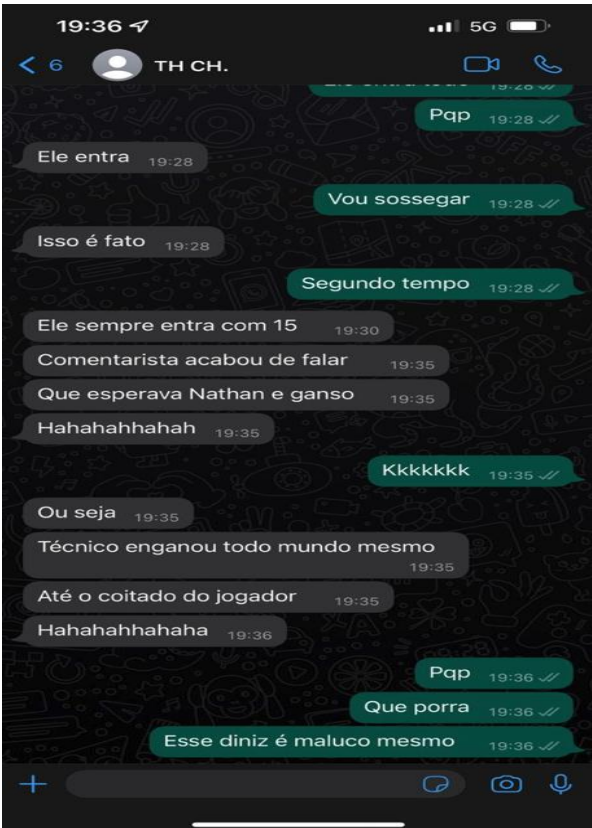 19:36
5G
6
TH CH.
19:28
Pqp 19:28
Ele entra 19:28
Vou sossegar 19:28
Isso é fato 19:28
Segundo tempo 19:28
Ele sempre entra com 15 19:30
Comentarista acabou de falar 19:35
Que esperava Nathan e ganso 19:35
Hahahahhahah 19:35
Kkkkkkk 19:35
Ou seja 19:35
Técnico enganou todo mundo mesmo
19:35
Até o coitado do jogador 19:35
Hahahahhahaha 19:36
Pqp 19:36
Que porra 19:36
Esse diniz é maluco mesmo 19:36